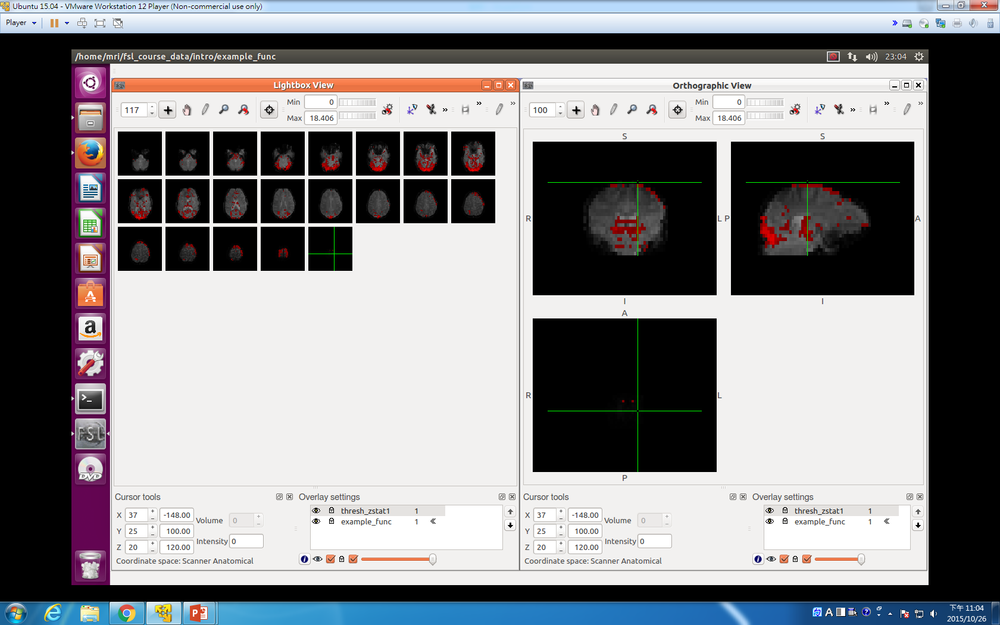 Ubuntu 15.04 - VMware Workstation 12 Player (Non-commercial use only)
Player
/home/mri/fsl_course_data/intro/example_func
23:04
FSL
Lightbox View
117
Min 0
Max 18.406
FSL
Orthographic View
100
Min 0
Max 18.406
S
S
R
L
P
A
I
I
A
R
L
P
a
FSL
DVD
Cursor tools
X 37 -148.00
Y 25 100.00
Z 20 120.00
Volume 0
Intensity 0
Coordinate space: Scanner Anatomical
Overlay settings
thresh_zstat1 1
example_func 1
Cursor tools
X 37 -148.00
Y 25 100.00
Z 20 120.00
Volume 0
Intensity 0
Coordinate space: Scanner Anatomical
Overlay settings
thresh_zstat1 1
example_func 1
A
下午 11:04
2015/10/26